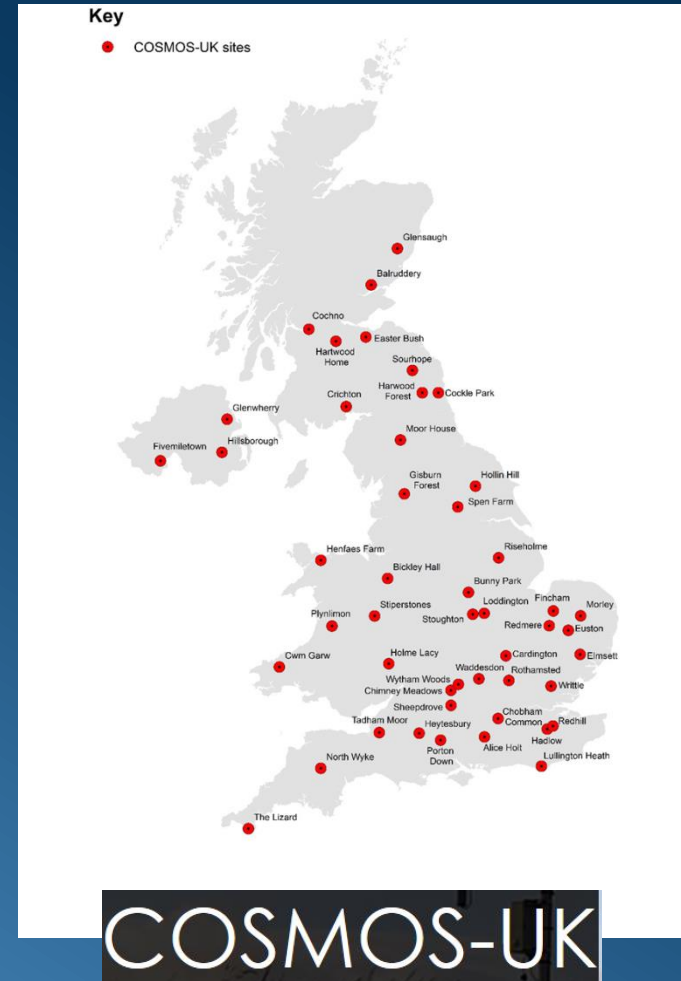 Key
COSMOS-UK sites
Glensaugh
Balruddery
Cochno
Easter Bush
Hartwood
Home
Sourhope
Harwood
Forest
Cockle Park
Crichton
Glenwherry
Moor House
Fivemiletown
Hillsborough
Gisburn
Forest
Hollin Hill
Spen Farm
Henfaes Farm
Riseholme
Bickley Hall
Bunny Park
Plynlimon
Stiperstones
Stoughton
Loddington
Fincham
Morley
Redmere
Euston
Cwm Garw
Holme Lacy
Cardington
Elmsett
Waddesdon
Rothamsted
Wytham Woods
Chimney Meadows
Writtle
Sheepdrove
Chobham
Common
Redhill
Tadham Moor
Heytesbury
Hadlow
Alice Holt
Porton
Down
North Wyke
Lullington Heath
The Lizard
COSMOS-UK